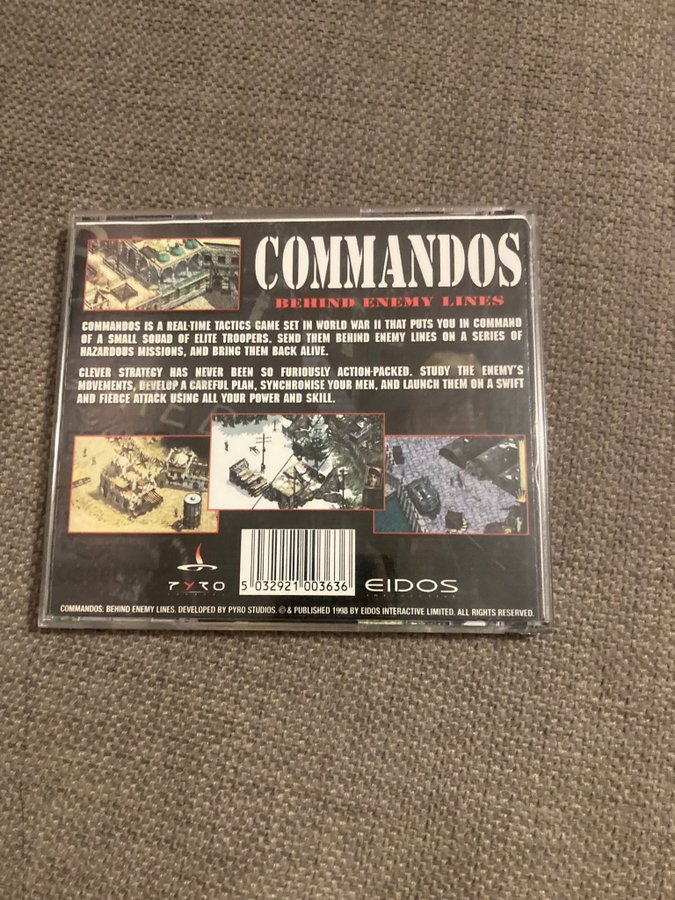 COMMANDOS
BEHIND ENEMY LINES
COMMANDOS IS A REAL-TIME TACTICS GAME SET IN WORLD WAR II THAT PUTS YOU IN COMMAND
OF A SMALL SQUAD OF ELITE TROOPERS. SEND THEM BEHIND ENEMY LINES ON A SERIES OF
HAZARDOUS MISSIONS, AND BRING THEM BACK ALIVE.
CLEVER STRATEGY HAS NEVER BEEN SO FURIOUSLY ACTION-PACKED. STUDY THE ENEMY'S
MOVEMENTS, DEVELOP A CAREFUL PLAN, SYNCHRONISE YOUR MEN, AND LAUNCH THEM ON A SWIFT
AND FIERCE ATTACK USING ALL YOUR POWER AND SKILL.
PYRO
5 032921 003636
EIDOS
COMMANDOS: BEHIND ENEMY LINES. DEVELOPED BY PYRO STUDIOS. © & PUBLISHED 1998 BY EIDOS INTERACTIVE LIMITED. ALL RIGHTS RESERVED.